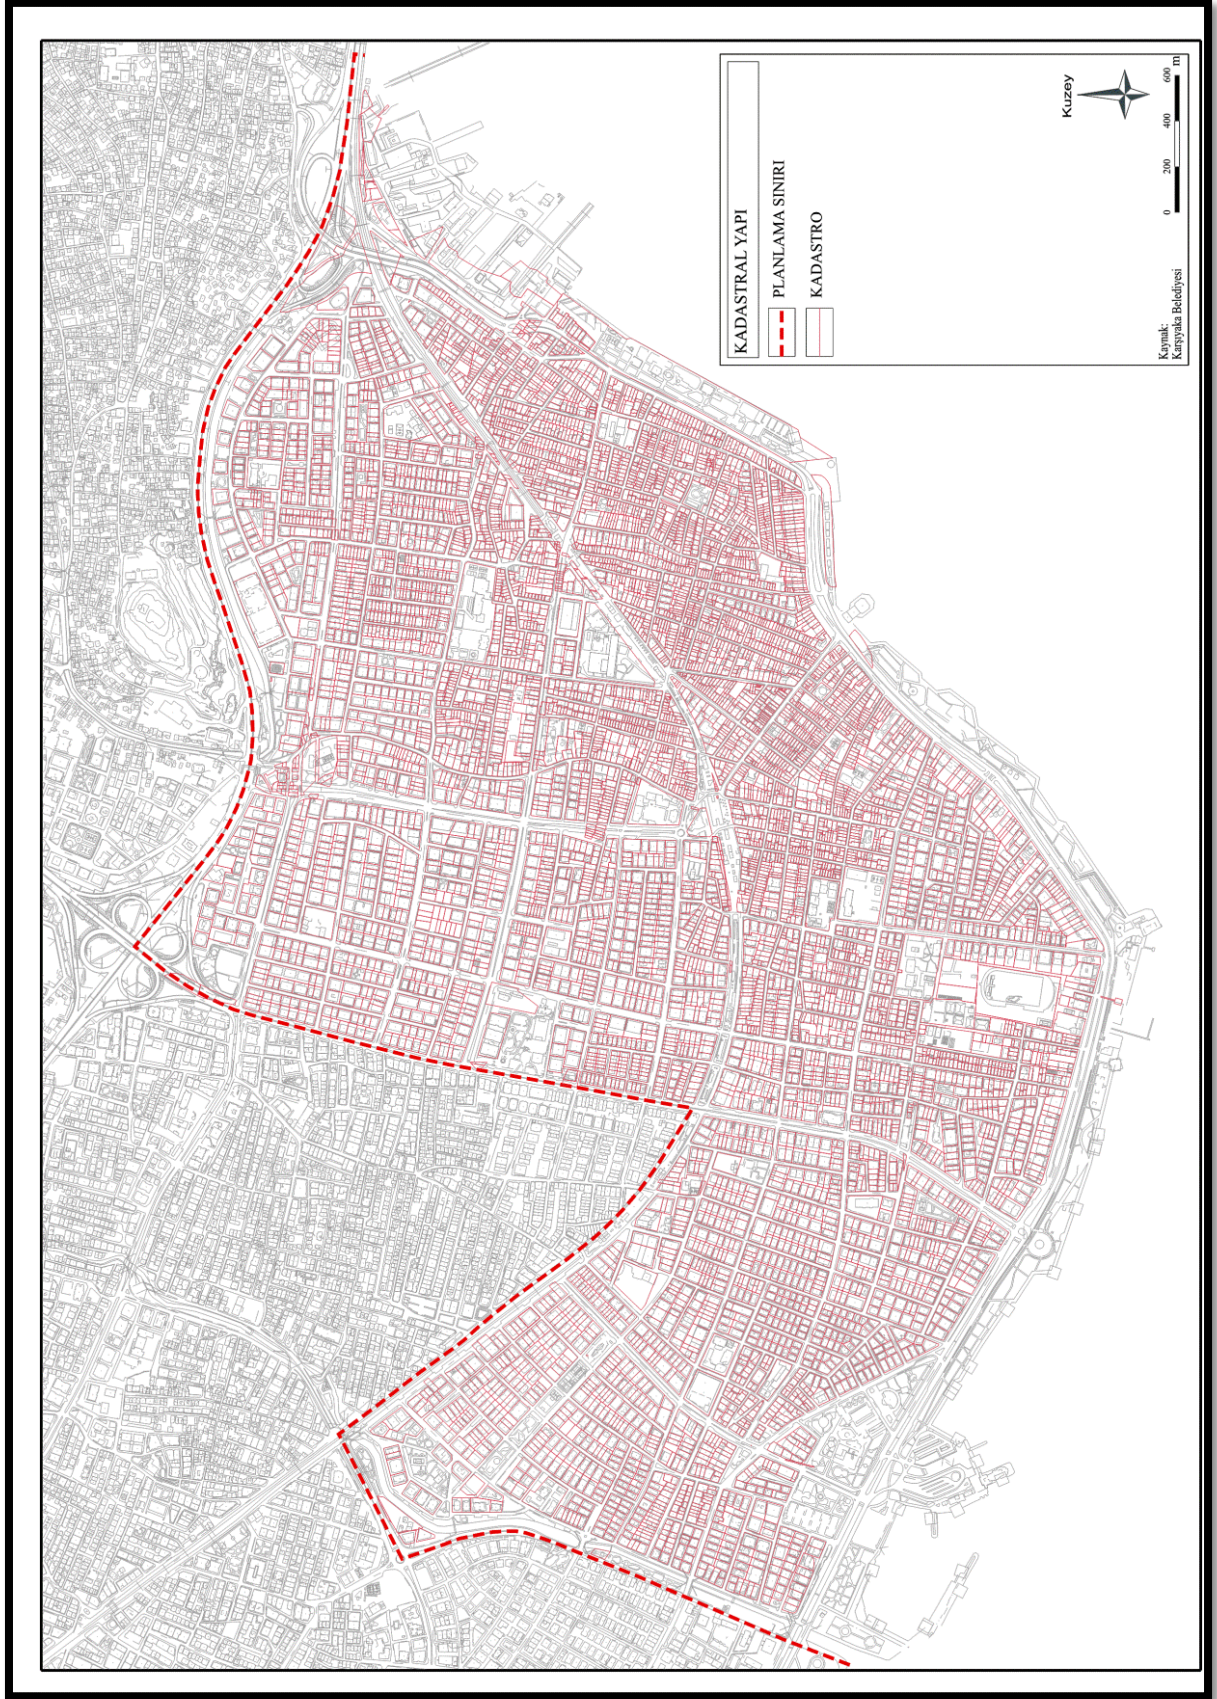 KADASTRAL YAPI
PLANLAMA SINIRI
KADASTRO
Kuzey
0 200 400 600 m
Kaynak:
Karşıyaka Belediyesi